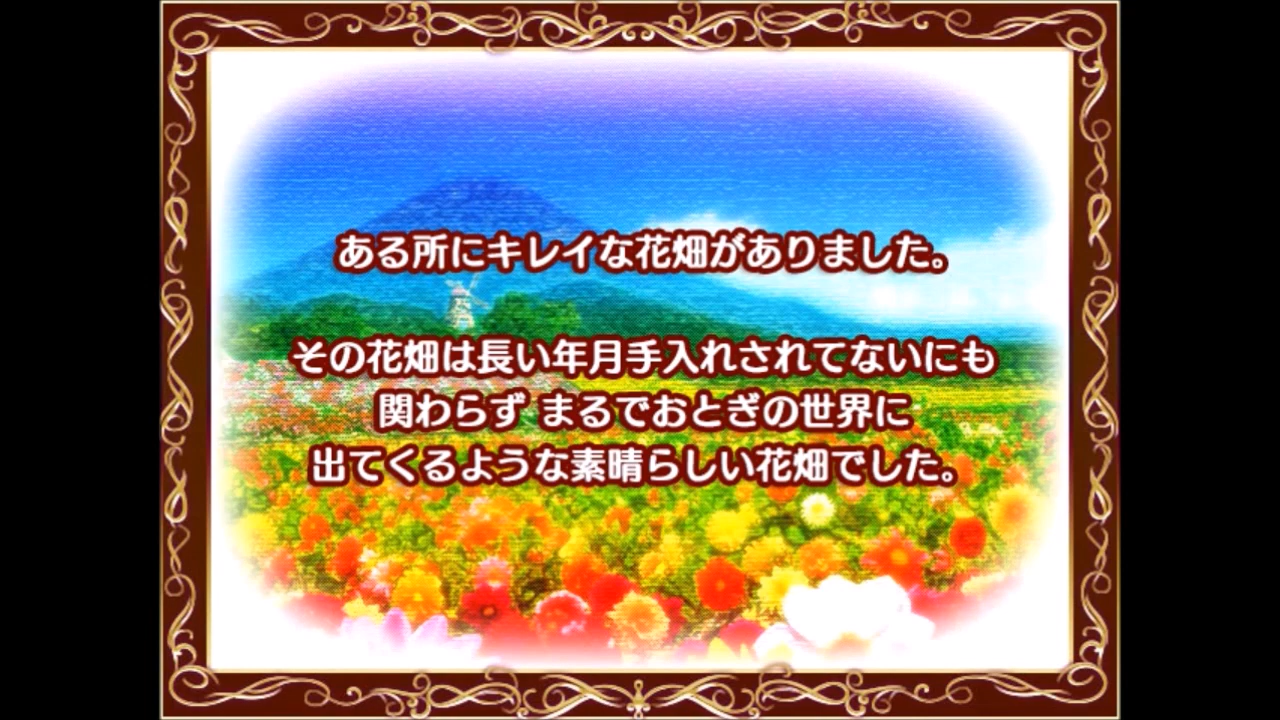 ある所にキレイな花畑がありました。
その花畑は長い年月手入れされてないにも
関わらず まるでおとぎの世界に
出てくるような素晴らしい花畑でした。